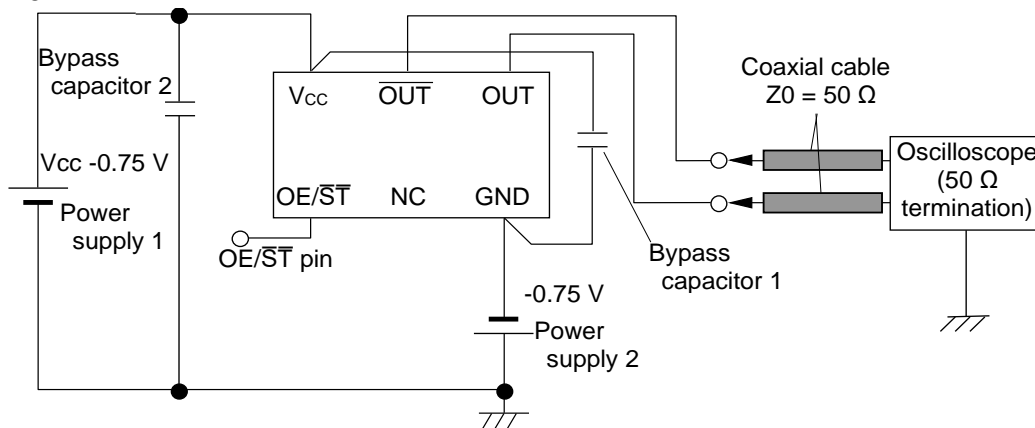 Bypass
capacitor 2
Vcc -0.75 V
Power
supply 1
VCC
OUT
OUT
OE/ST
NC
GND
OE/ST pin
-0.75 V
Power
supply 2
Bypass
capacitor 1
Coaxial cable
Z0 = 50 Ω
Oscilloscope
(50 Ω
termination)